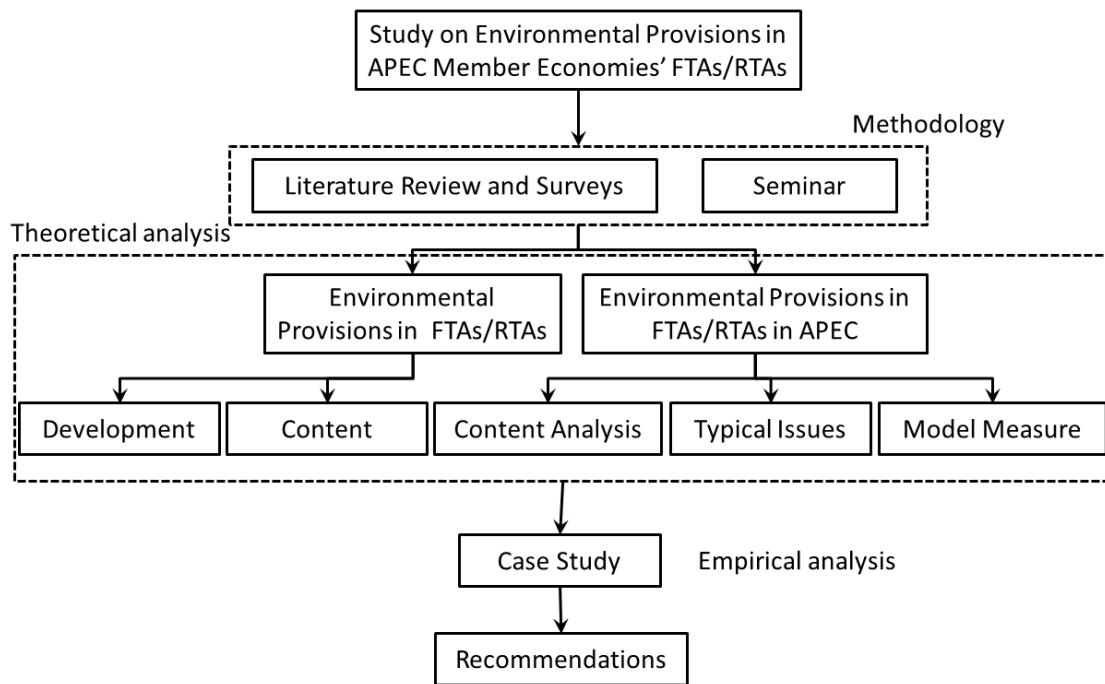 Study on Environmental Provisions in
APEC Member Economies’ FTAs/RTAs
Methodology
Literature Review and Surveys
Seminar
Theoretical analysis
Environmental
Provisions in FTAs/RTAs
Environmental Provisions in
FTAs/RTAs in APEC
Development
Content
Content Analysis
Typical Issues
Model Measure
Case Study
Empirical analysis
Recommendations